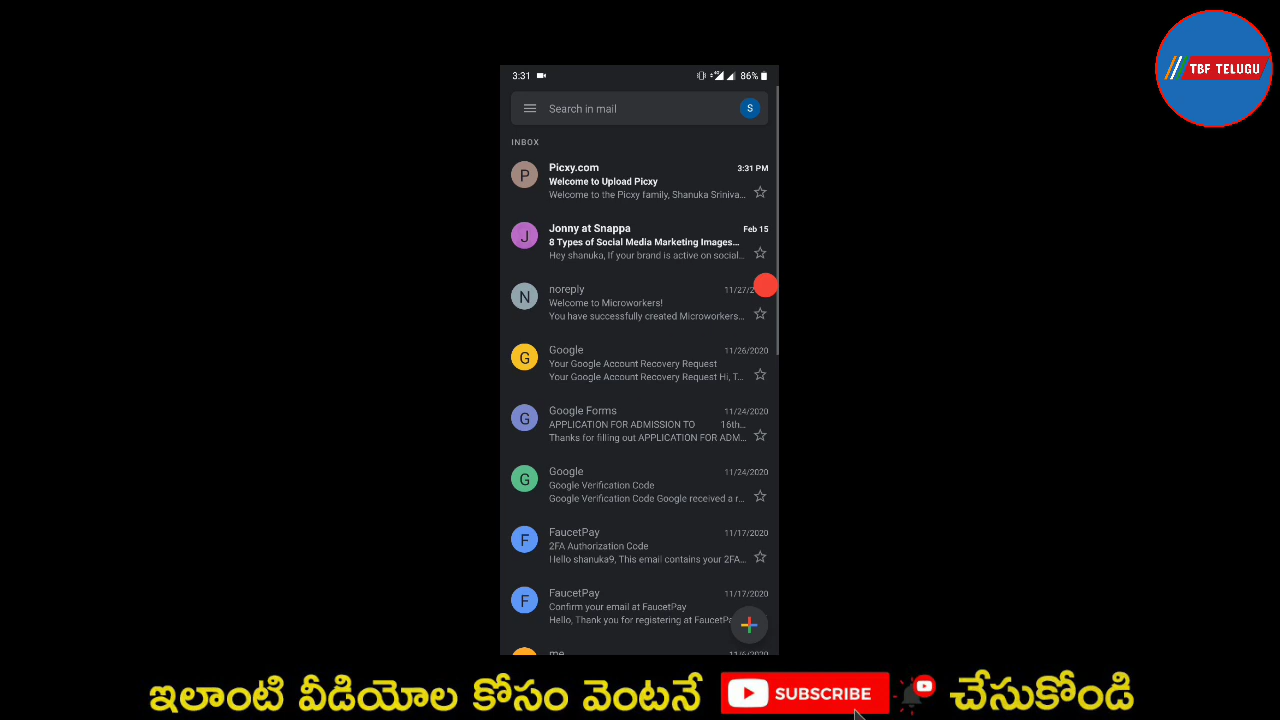 TBF TELUGU
3:31
86%
Search in mail
S
INBOX
P
Picxy.com
3:31 PM
Welcome to Upload Picxy
Welcome to the Picxy family, Shanuka Sriniva...
J
Jonny at Snappa
Feb 15
8 Types of Social Media Marketing Images...
Hey shanuka, If your brand is active on social...
N
noreply
11/27/2
Welcome to Microworkers!
You have successfully created Microworkers...
G
Google
11/26/2020
Your Google Account Recovery Request
Your Google Account Recovery Request Hi, T...
G
Google Forms
11/24/2020
APPLICATION FOR ADMISSION TO 16th...
Thanks for filling out APPLICATION FOR ADM...
G
Google
11/24/2020
Google Verification Code
Google Verification Code Google received a r...
F
FaucetPay
11/17/2020
2FA Authorization Code
Hello shanuka9, This email contains your 2FA...
F
FaucetPay
11/17/2020
Confirm your email at FaucetPay
Hello, Thank you for registering at FaucetPa
me
ఇలాంటి వీడియోల కోసం వెంటనే SUBSCRIBE చేసుకోండి